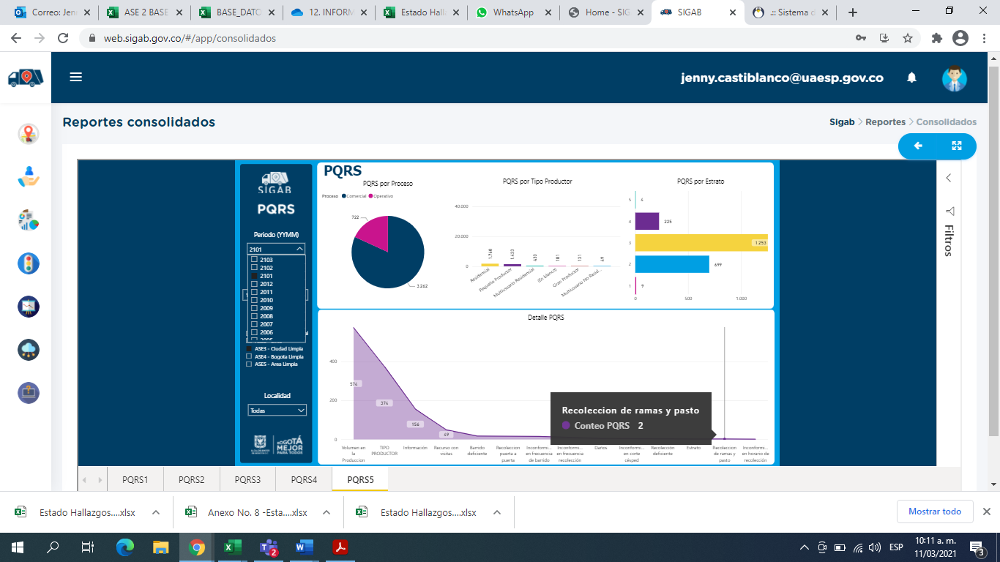 Correo: Jen
ASE 2 BASE
BASE_DATO
12. INFORM
Estado Hall
WhatsApp
Home - SIG
SIGAB
.:: Sistema d
web.sigab.gov.co/#/app/consolidados
jenny.castiblanco@uaesp.gov.co
Reportes consolidados
Sigab > Reportes > Consolidados
SIGAB
PQRS
Periodo (YYMM)
2101
2103
2102
2101
2012
2011
2010
2009
2008
2007
2006
ASE3 - Ciudad Limpia
ASE4 - Bogota Limpia
ASE5 - Area Limpia
Localidad
Todas
BOGOTÁ
MEJOR
PARA TODOS
PQRS
PQRS por Proceso
Proceso Comercial Operativo
722
3.262
PQRS por Tipo Productor
40.000
20.000
0
1.760
1.433
430
181
131
49
Residencial
Pequeño Productor
Multiusuario Residencial
(En blanco)
Gran Productor
Multiusuario No Resid...
PQRS por Estrato
5 4
4 225
3 1.253
2 699
1 9
0 500 1.000
Detalle PQRS
400
200
0
574
374
156
49
Recoleccion de ramas y pasto
Conteo PQRS 2
Volumen en la Produccion
TIPO PRODUCTOR
Información
Recurso con visitas
Barrido deficiente
Recoleccion puerta a puerta
Inconformi... en frecuencia de barrido
Inconformi... en frecuencia recolección
Daños
Inconformi... en corte césped
Recolección deficiente
Estrato
Recoleccion de ramas y pasto
Inconformi... en horario de recolección
Filtros
PQRS1
PQRS2
PQRS3
PQRS4
PQRS5
Estado Hallazgos....xlsx
Anexo No. 8 -Esta....xlsx
Estado Hallazgos....xlsx
Mostrar todo
2
ESP
10:11 a. m.
11/03/2021
3